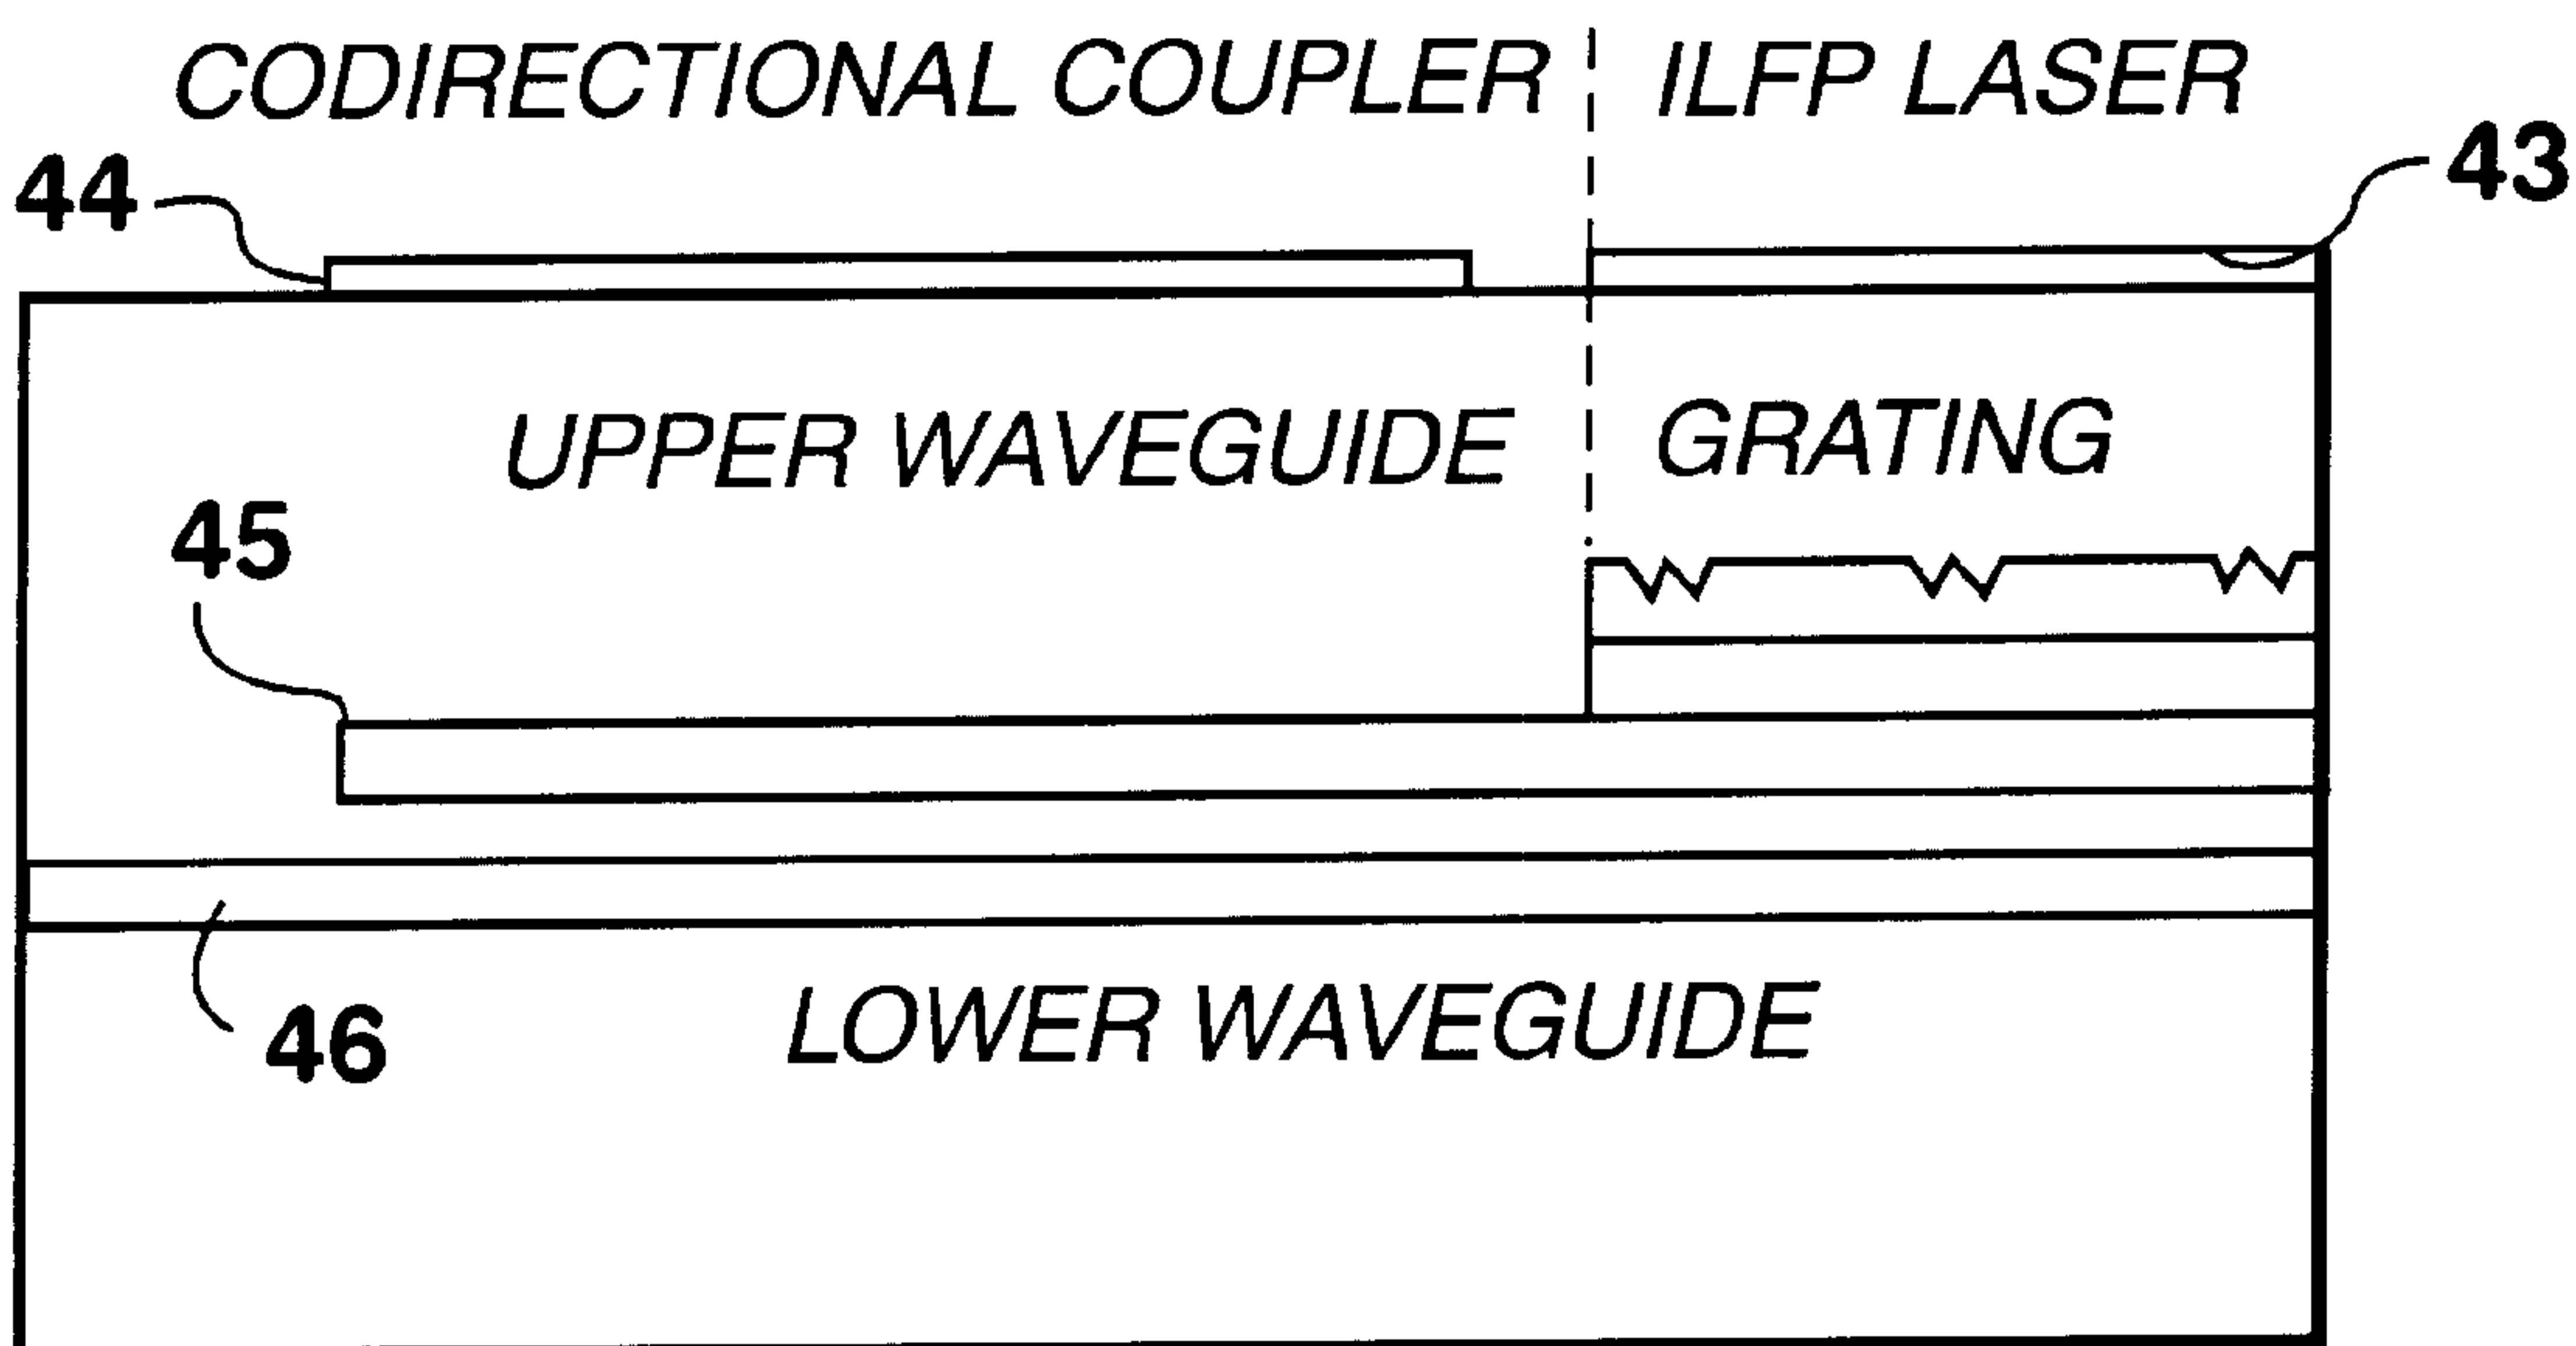 CODIRECTIONAL COUPLER ILFP LASER
44
43
UPPER WAVEGUIDE GRATING
45
46
LOWER WAVEGUIDE